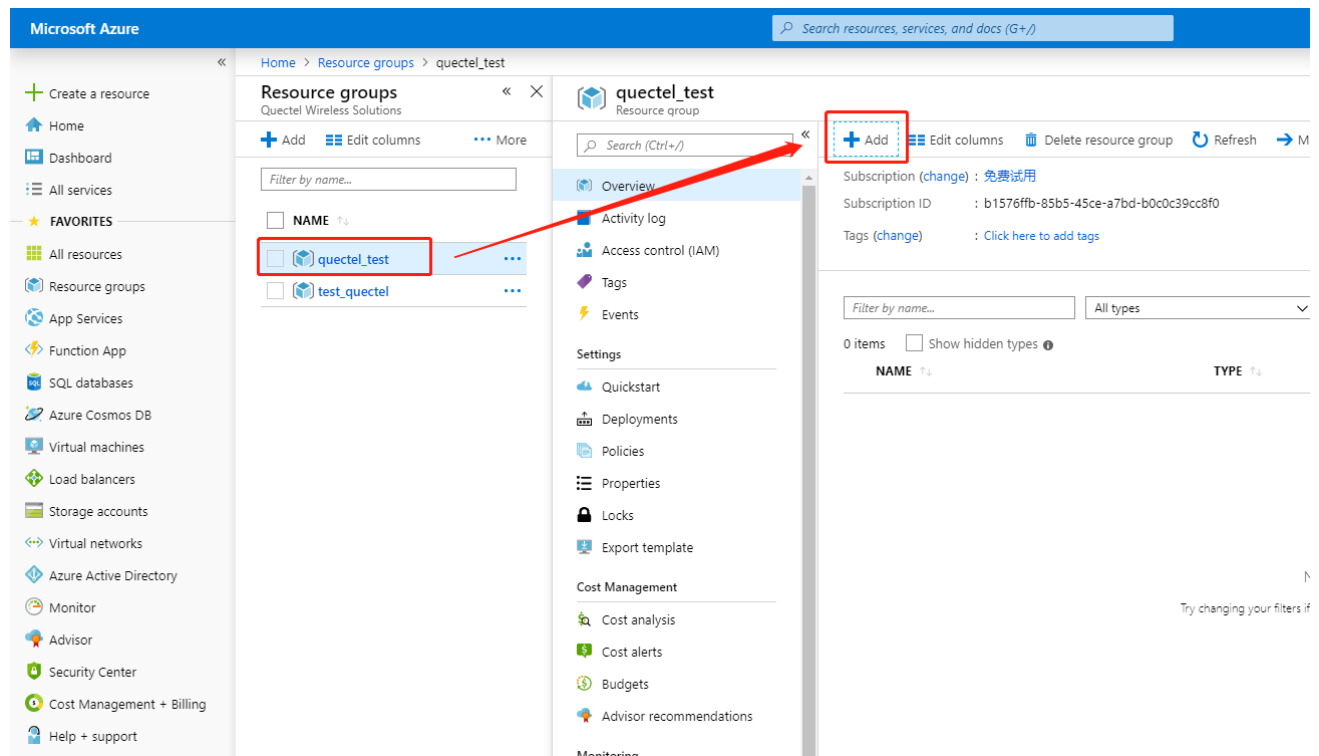 Microsoft Azure
Search resources, services, and docs (G+/)
«
Create a resource
Home
Dashboard
All services
FAVORITES
All resources
Resource groups
App Services
Function App
SQL databases
Azure Cosmos DB
Virtual machines
Load balancers
Storage accounts
Virtual networks
Azure Active Directory
Monitor
Advisor
Security Center
Cost Management + Billing
Help + support
Home > Resource groups > quectel_test
Resource groups
Quectel Wireless Solutions
Add Edit columns More
Filter by name...
NAME
quectel_test
test_quectel
quectel_test
Resource group
Search (Ctrl+/)
Overview
Activity log
Access control (IAM)
Tags
Events
Settings
Quickstart
Deployments
Policies
Properties
Locks
Export template
Cost Management
Cost analysis
Cost alerts
Budgets
Advisor recommendations
Monitoring
Add Edit columns Delete resource group Refresh M
Subscription (change) : 免费试用
Subscription ID : b1576ffb-85b5-45ce-a7bd-b0c0c39cc8f0
Tags (change) : Click here to add tags
Filter by name... All types
0 items Show hidden types
NAME TYPE
N
Try changing your filters if